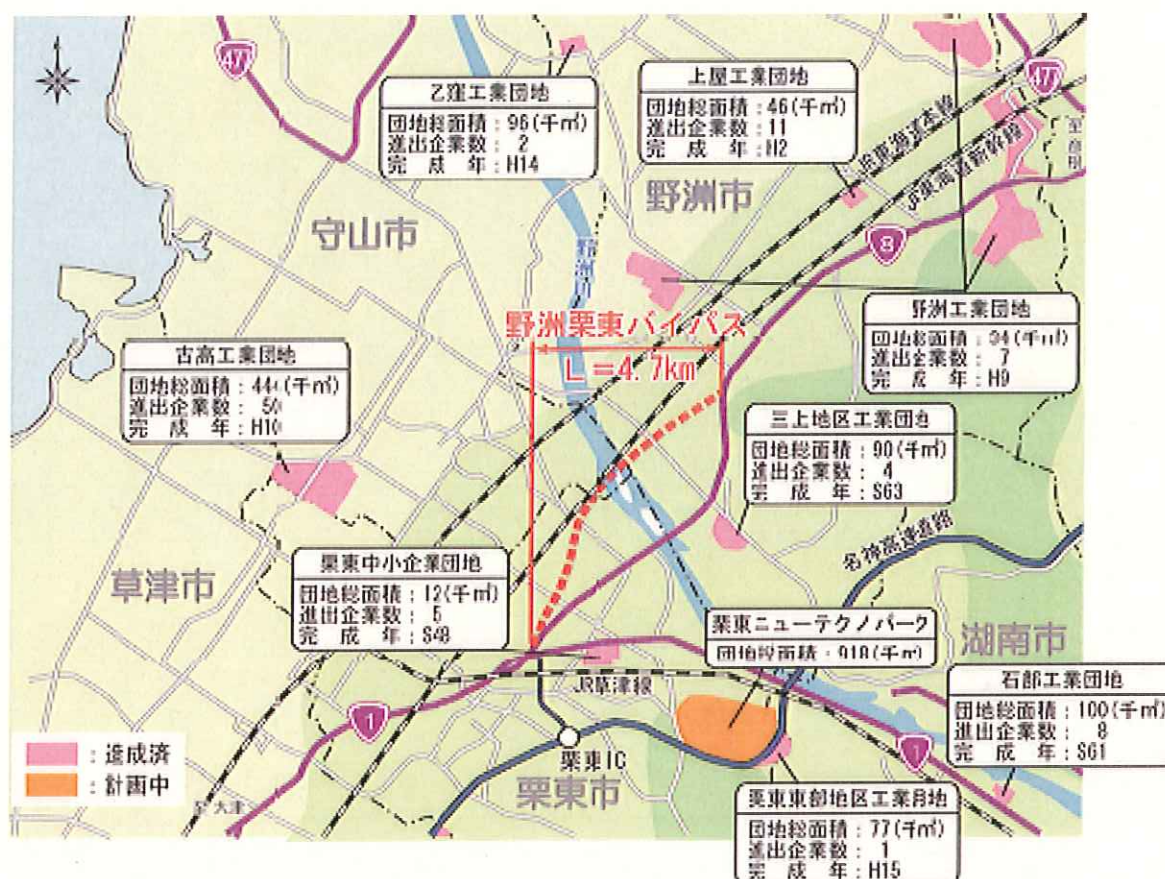 477
乙窪工業団地
団地総面積：96(千㎡)
進出企業数： 2
完 成 年：H14
上屋工業団地
団地総面積：46(千㎡)
進出企業数：11
完 成 年：H2
477
JR東海道本線
JR東海道新幹線
至 彦根
守山市
野洲市
野洲川
8
野洲栗東バイパス
L=4.7km
野洲工業団地
団地総面積：
進出企業数： 7
完 成 年：H9
古高工業団地
団地総面積：
進出企業数：
完 成 年：
三上地区工業団地
団地総面積：90(千㎡)
進出企業数： 4
完 成 年：S63
名神高速道路
栗東中小企業団地
団地総面積：12(千㎡)
進出企業数： 5
完 成 年：S48
草津市
栗東ニューテクノパーク
団地総面積：918(千㎡)
湖南市
石部工業団地
団地総面積：100(千㎡)
進出企業数： 8
完 成 年：S61
JR草津線
1
1
：造成済
：計画中
栗東IC
栗東市
至 大津
栗東東部地区工業団地
団地総面積：77(千㎡)
進出企業数： 1
完 成 年：H15